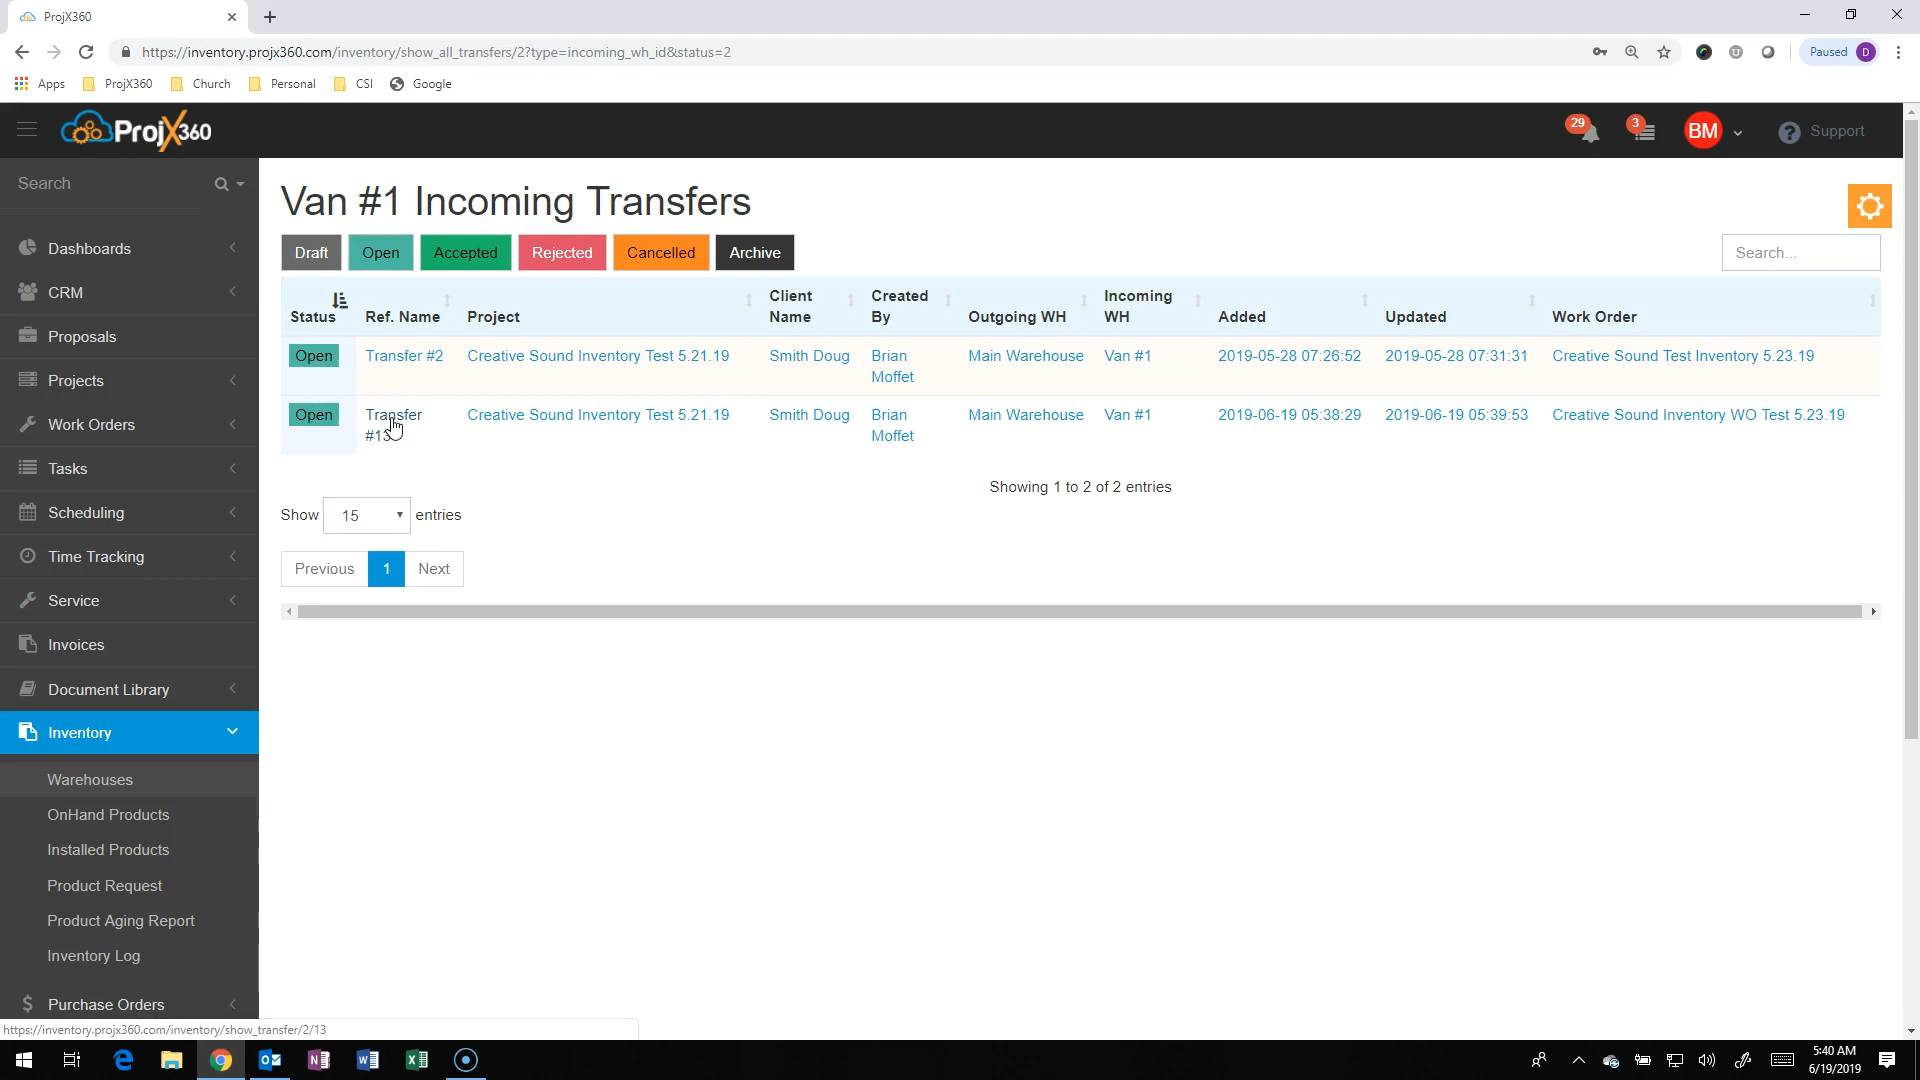 ProjX360
https://inventory.projx360.com/inventory/show_all_transfers/2?type=incoming_wh_id&status=2
Paused D
Apps ProjX360 Church Personal CSI Google
ProjX360
29 3 BM Support
Search
Dashboards
CRM
Proposals
Projects
Work Orders
Tasks
Scheduling
Time Tracking
Service
Invoices
Document Library
Inventory
Warehouses
OnHand Products
Installed Products
Product Request
Product Aging Report
Inventory Log
Purchase Orders
Van #1 Incoming Transfers
Draft Open Accepted Rejected Cancelled Archive
Search...
Status Ref. Name Project Client Name Created By Outgoing WH Incoming WH Added Updated Work Order
Open Transfer #2 Creative Sound Inventory Test 5.21.19 Smith Doug Brian Moffet Main Warehouse Van #1 2019-05-28 07:26:52 2019-05-28 07:31:31 Creative Sound Test Inventory 5.23.19
Open Transfer #13 Creative Sound Inventory Test 5.21.19 Smith Doug Brian Moffet Main Warehouse Van #1 2019-06-19 05:38:29 2019-06-19 05:39:53 Creative Sound Inventory WO Test 5.23.19
Showing 1 to 2 of 2 entries
Show 15 entries
Previous 1 Next
https://inventory.projx360.com/inventory/show_transfer/2/13
5:40 AM
6/19/2019